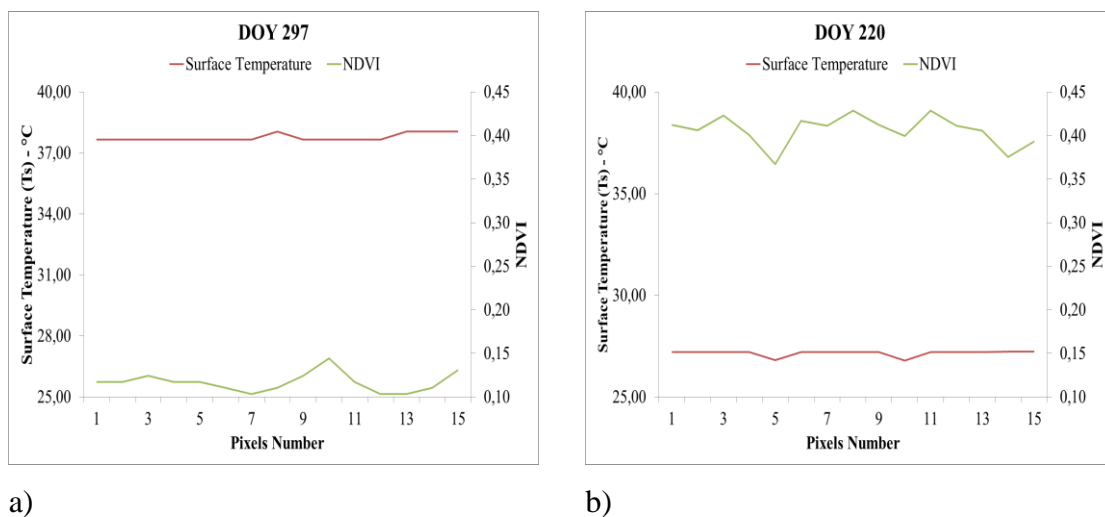 DOY 297
Surface Temperature NDVI
40,00
37,00
34,00
31,00
28,00
25,00
0,45
0,40
0,35
0,30
0,25
0,20
0,15
0,10
Surface Temperature (Ts) - °C
NDVI
1 3 5 7 9 11 13 15
Pixels Number
a)
DOY 220
Surface Temperature NDVI
40,00
35,00
30,00
25,00
0,45
0,40
0,35
0,30
0,25
0,20
0,15
0,10
Surface Temperature (Ts) - °C
NDVI
1 3 5 7 9 11 13 15
Pixels Number
b)